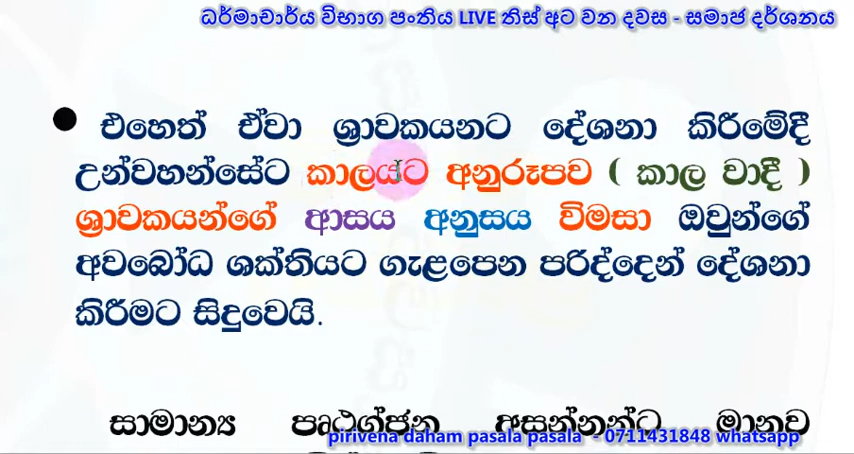 ධර්මාචාර්ය විභාග පංතිය LIVE තිස් අට වන දවස - සමාජ දර්ශනය
● එහෙත් ඒවා ශ්‍රාවකයනට දේශනා කිරීමේදී
උන්වහන්සේට කාලයට අනුරූපව ( කාල වාදී )
ශ්‍රාවකයන්ගේ ආසය අනුසය විමසා ඔවුන්ගේ
අවබෝධ ශක්තියට ගැළපෙන පරිද්දෙන් දේශනා
කිරීමට සිදුවෙයි.
සාමාන්‍ය පෘථග්ජන අසන්නන්ට මානව
pirivena daham pasala pasala - 0711431848 whatsapp